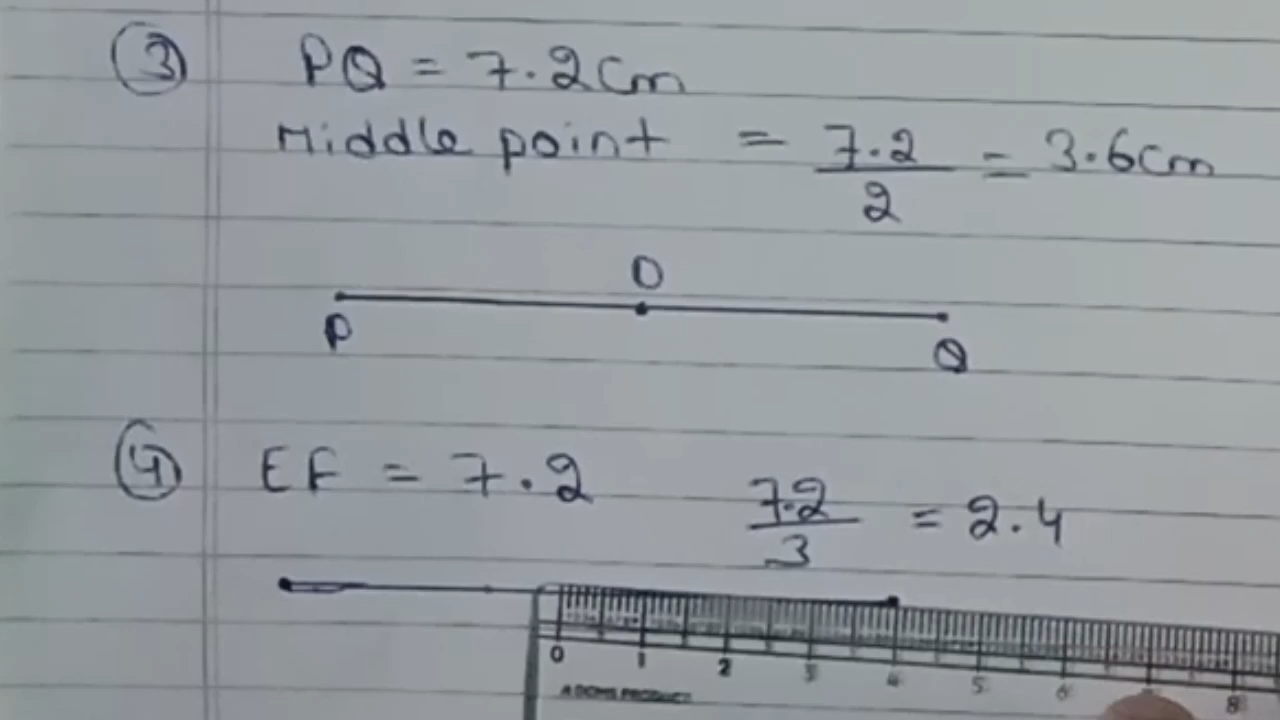 ③ PQ = 7.2cm
Middle point = 7.2/2 = 3.6cm
O
P Q
④ EF = 7.2 7.2/3 = 2.4
0 1 2 3 4 5 6 8